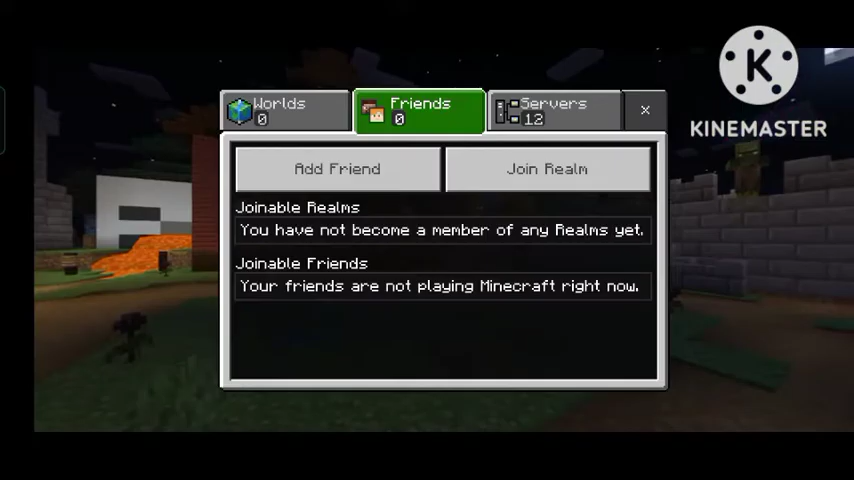 Worlds
0
Friends
0
Servers
12
x
K
KINEMASTER
Add Friend
Join Realm
Joinable Realms
You have not become a member of any Realms yet.
Joinable Friends
Your friends are not playing Minecraft right now.